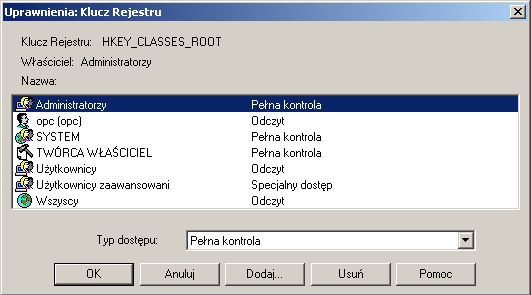 Uprawnienia: Klucz Rejestru
Klucz Rejestru: HKEY_CLASSES_ROOT
Właściciel: Administratorzy
Nazwa:
Administratorzy Pełna kontrola
opc (opc) Odczyt
SYSTEM Pełna kontrola
TWÓRCA WŁAŚCICIEL Pełna kontrola
Użytkownicy Odczyt
Użytkownicy zaawansowani Specjalny dostęp
Wszyscy Odczyt
Typ dostępu: Pełna kontrola
OK Anuluj Dodaj... Usuń Pomoc